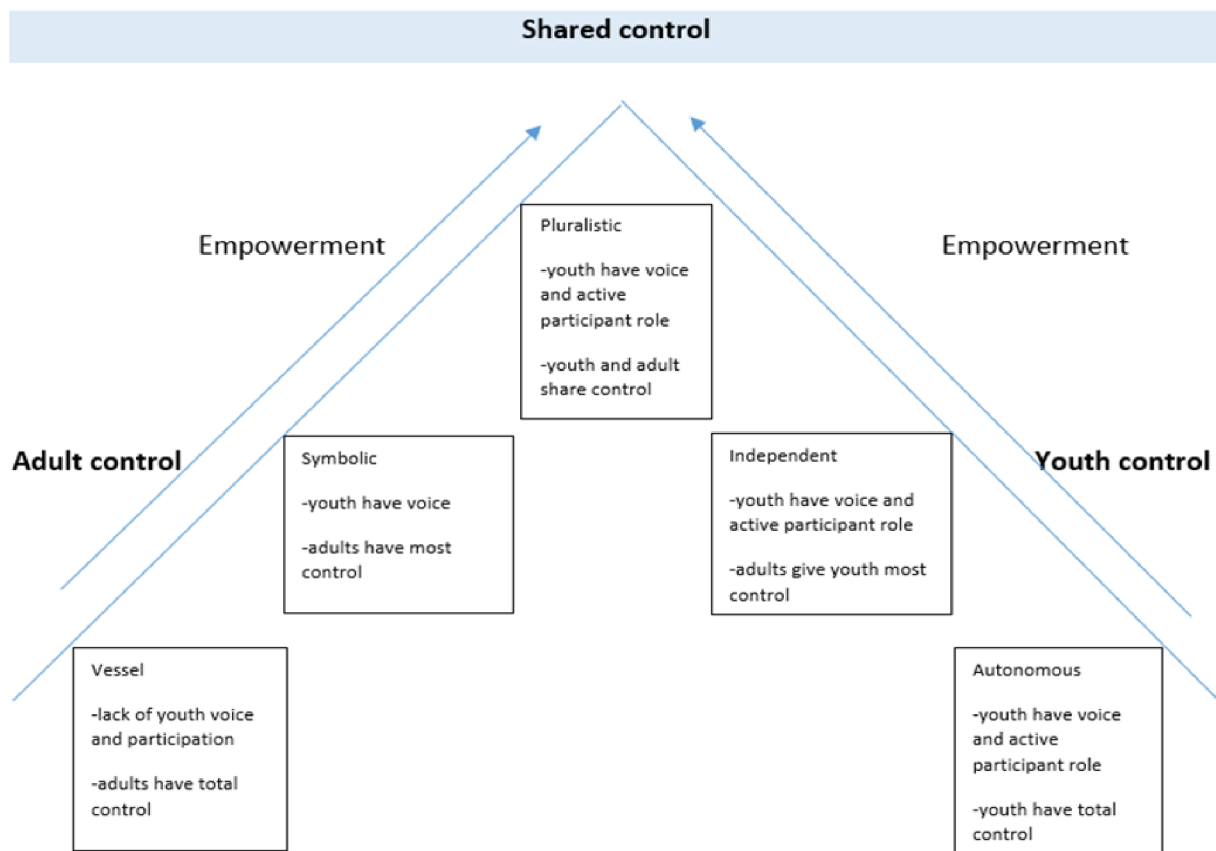 Shared control
Empowerment
Empowerment
Pluralistic
-youth have voice
and active
participant role
-youth and adult
share control
Adult control
Youth control
Symbolic
-youth have voice
-adults have most
control
Independent
-youth have voice and
active participant role
-adults give youth most
control
Vessel
-lack of youth voice
and participation
-adults have total
control
Autonomous
-youth have voice
and active
participant role
-youth have total
control